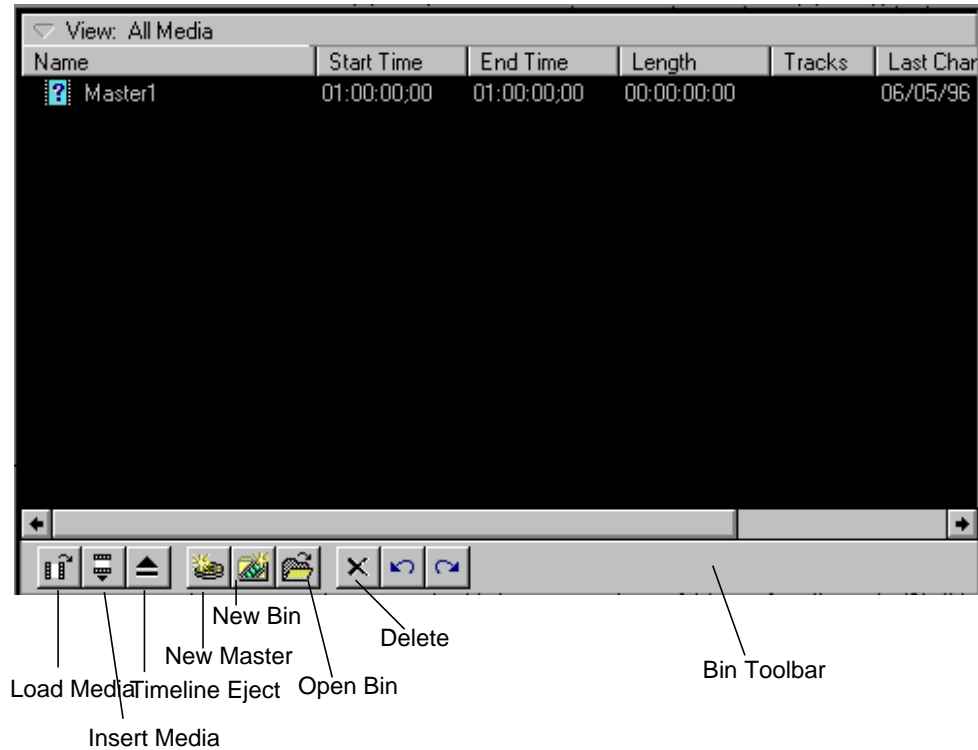 View: All Media
Name Start Time End Time Length Tracks Last Char
? Master1 01:00:00;00 01:00:00;00 00:00:00:00 06/05/96
New Bin
Delete
New Master
Bin Toolbar
Load Media Timeline Eject Open Bin
Insert Media